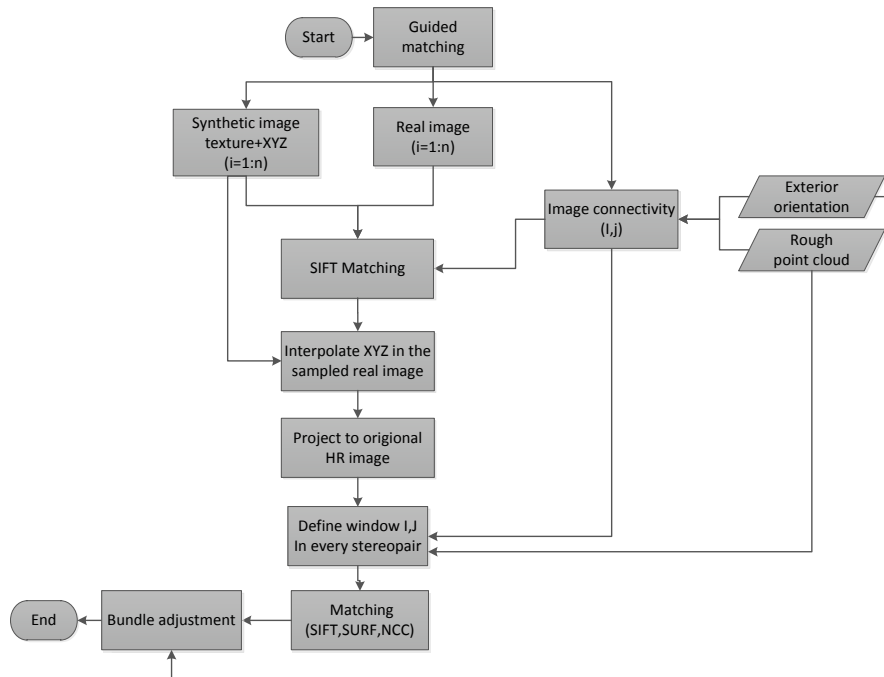 Start
Guided
matching
Synthetic image
texture+XYZ
(i=1:n)
Real image
(i=1:n)
Image connectivity
(I,j)
Exterior
orientation
Rough
point cloud
SIFT Matching
Interpolate XYZ in the
sampled real image
Project to origional
HR image
Define window I,J
In every stereopair
Matching
(SIFT,SURF,NCC)
Bundle adjustment
End